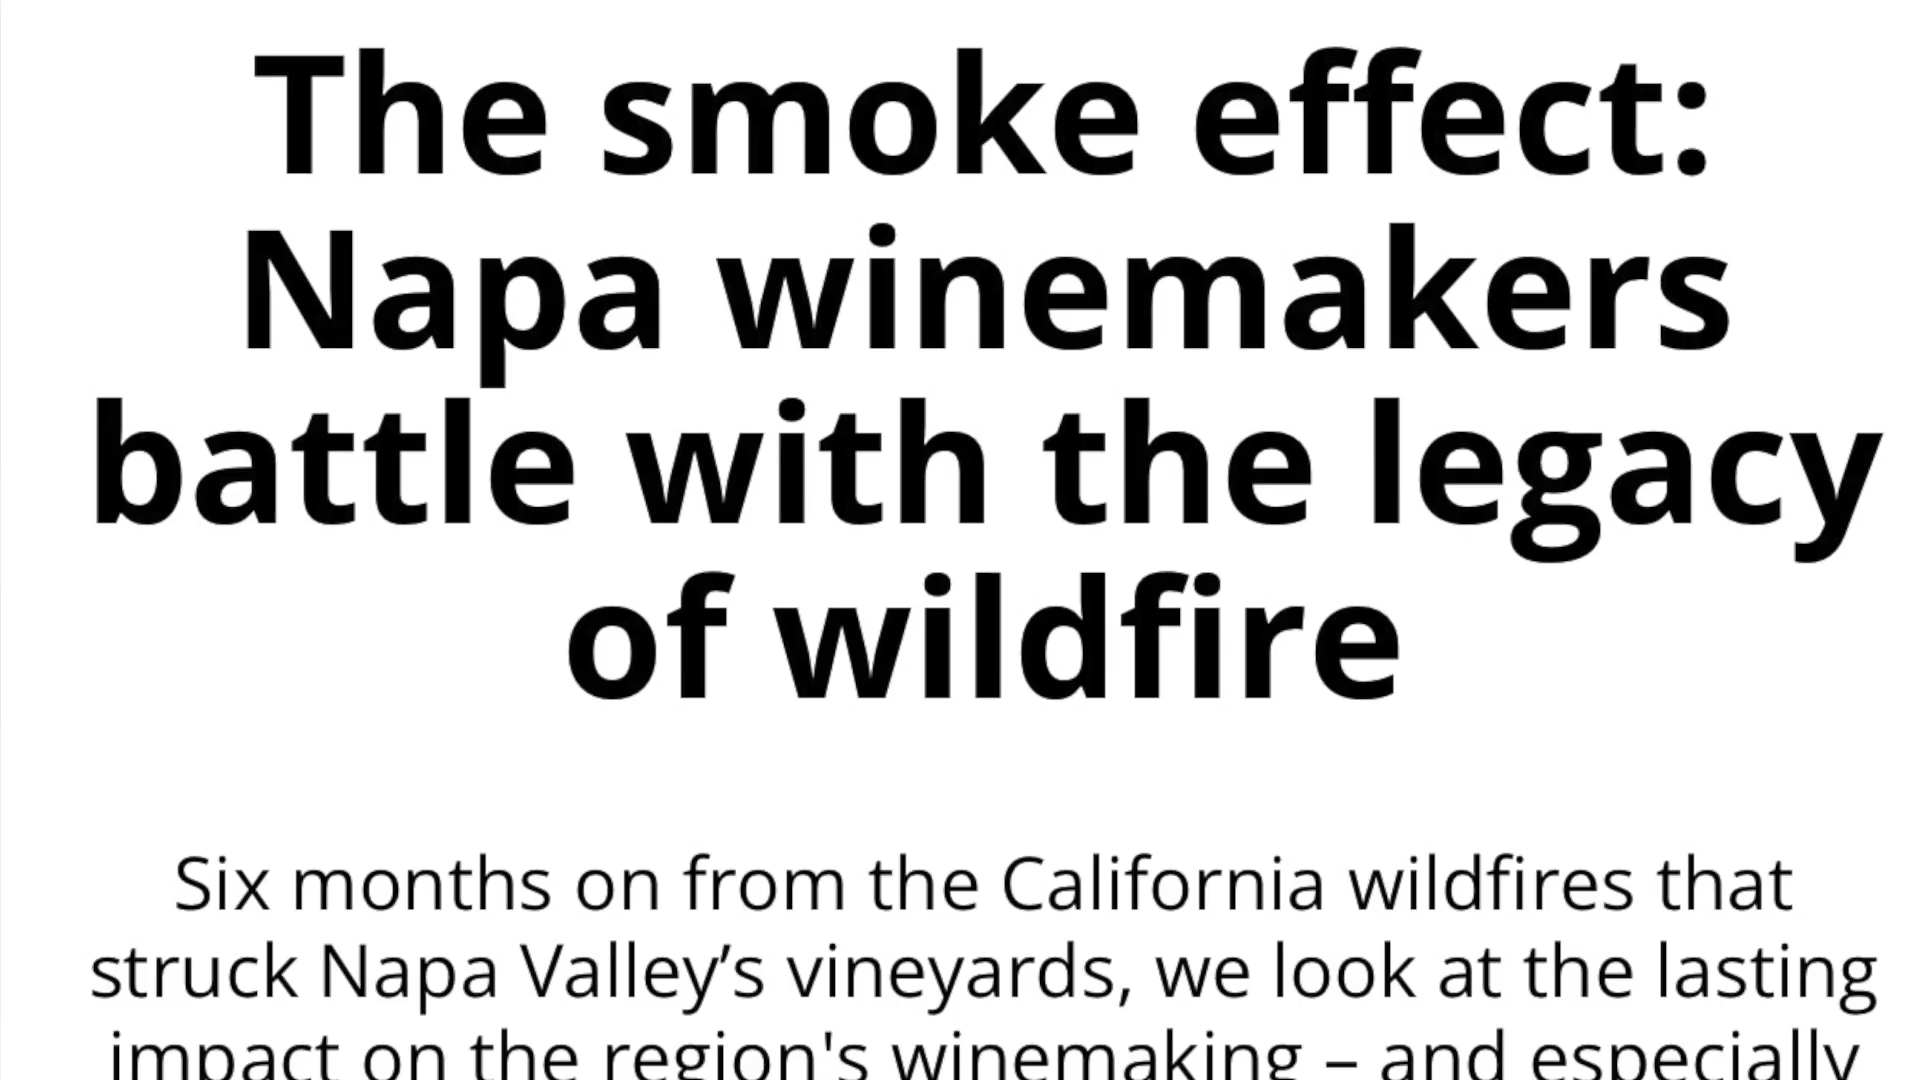 The smoke effect:
Napa winemakers
battle with the legacy
of wildfire
Six months on from the California wildfires that
struck Napa Valley’s vineyards, we look at the lasting
impact on the region's winemaking – and especially